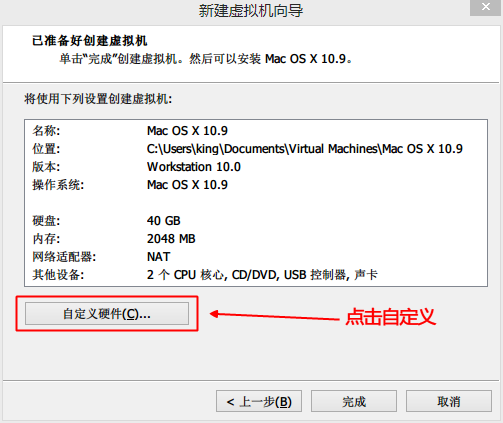 新建虚拟机向导
已准备好创建虚拟机
单击“完成”创建虚拟机。然后可以安装 Mac OS X 10.9。
将使用下列设置创建虚拟机:
名称: Mac OS X 10.9
位置: C:\Users\king\Documents\Virtual Machines\Mac OS X 10.9
版本: Workstation 10.0
操作系统: Mac OS X 10.9
硬盘: 40 GB
内存: 2048 MB
网络适配器: NAT
其他设备: 2 个 CPU 核心, CD/DVD, USB 控制器, 声卡
自定义硬件(C)...
点击自定义
< 上一步(B) 完成 取消